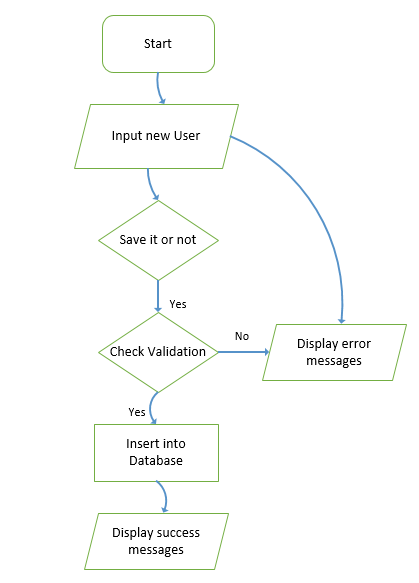 Start
Input new User
Save it or not
Yes
No
Check Validation
Display error
messages
Yes
Insert into
Database
Display success
messages